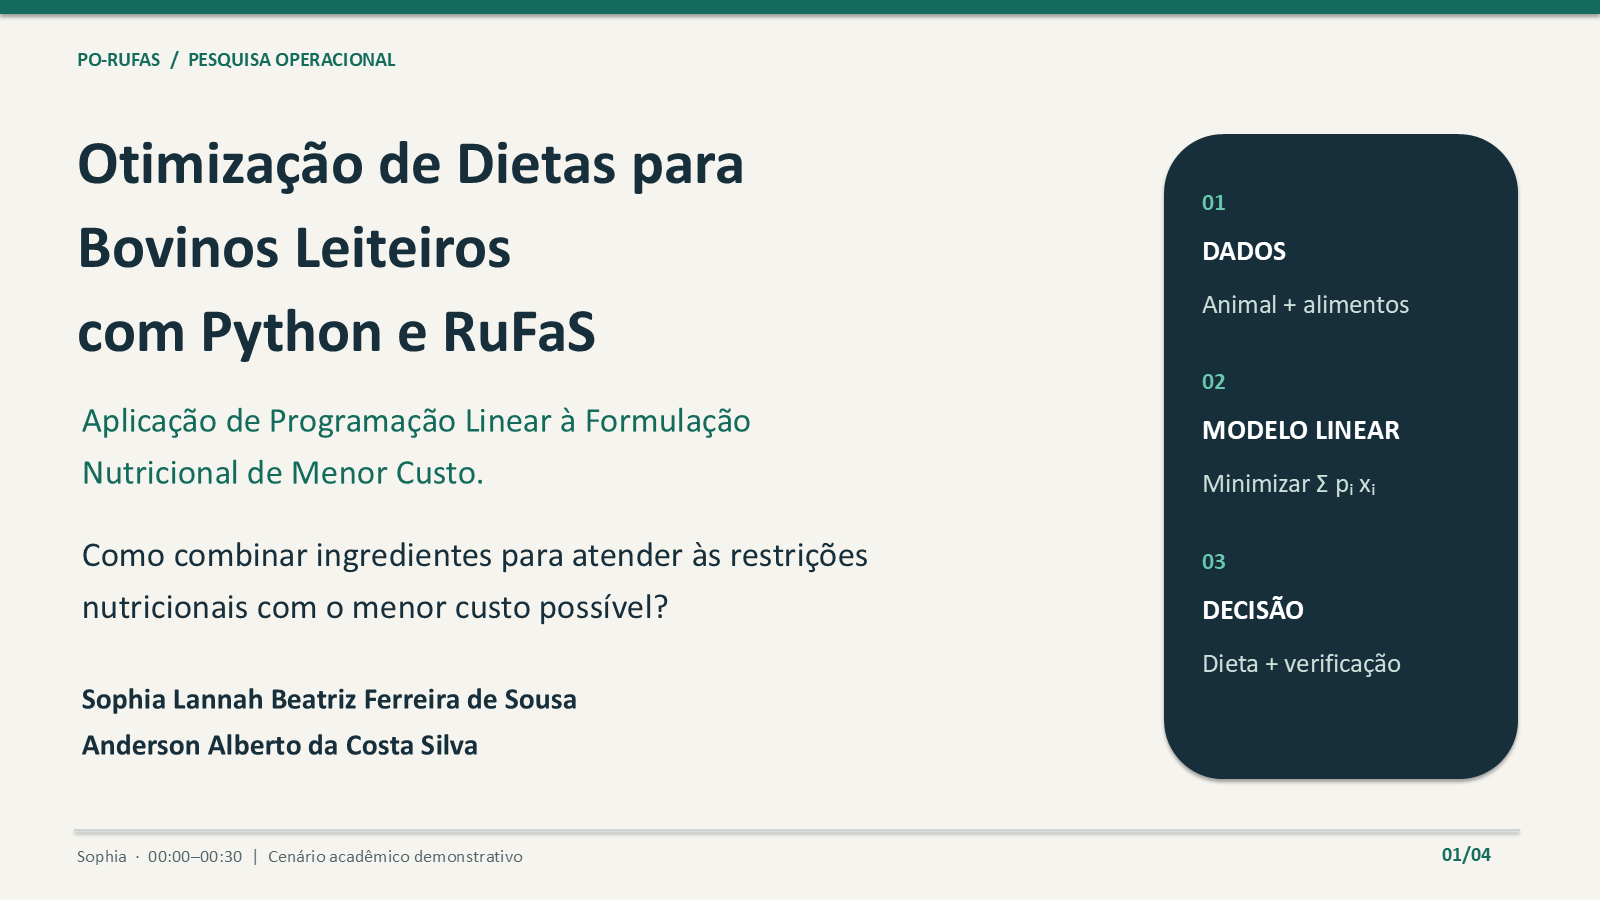 PO-RUFAS / PESQUISA OPERACIONAL
Otimização de Dietas para
Bovinos Leiteiros
com Python e RuFaS
Aplicação de Programação Linear à Formulação
Nutricional de Menor Custo.
Como combinar ingredientes para atender às restrições
nutricionais com o menor custo possível?
Sophia Lannah Beatriz Ferreira de Sousa
Anderson Alberto da Costa Silva
01
DADOS
Animal + alimentos
02
MODELO LINEAR
Minimizar Σ pᵢ xᵢ
03
DECISÃO
Dieta + verificação
Sophia · 00:00–00:30 | Cenário acadêmico demonstrativo
01/04